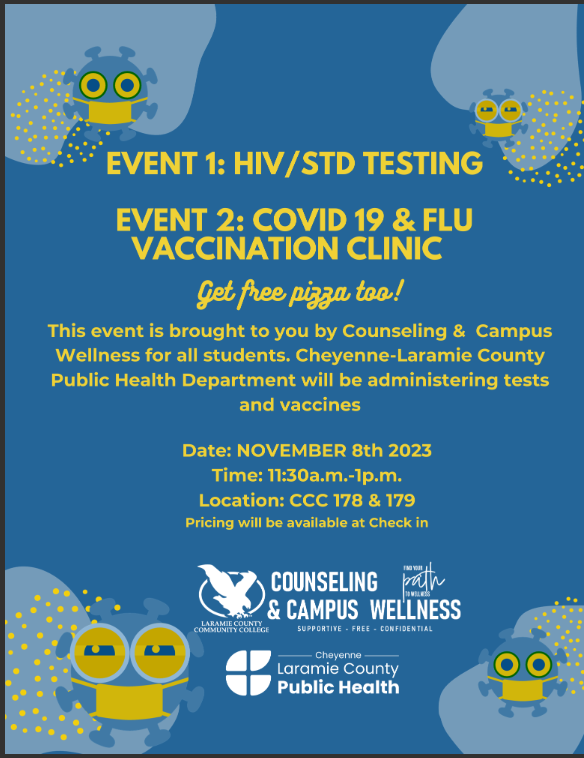 EVENT 1: HIV/STD TESTING
EVENT 2: COVID 19 & FLU
VACCINATION CLINIC
Get free pizza too!
This event is brought to you by Counseling & Campus
Wellness for all students. Cheyenne-Laramie County
Public Health Department will be administering tests
and vaccines
Date: NOVEMBER 8th 2023
Time: 11:30a.m.-1p.m.
Location: CCC 178 & 179
Pricing will be available at Check in
LARAMIE COUNTY
COMMUNITY COLLEGE
COUNSELING
& CAMPUS WELLNESS
FIND YOUR
path
TO WELLNESS
SUPPORTIVE - FREE - CONFIDENTIAL
Cheyenne
Laramie County
Public Health